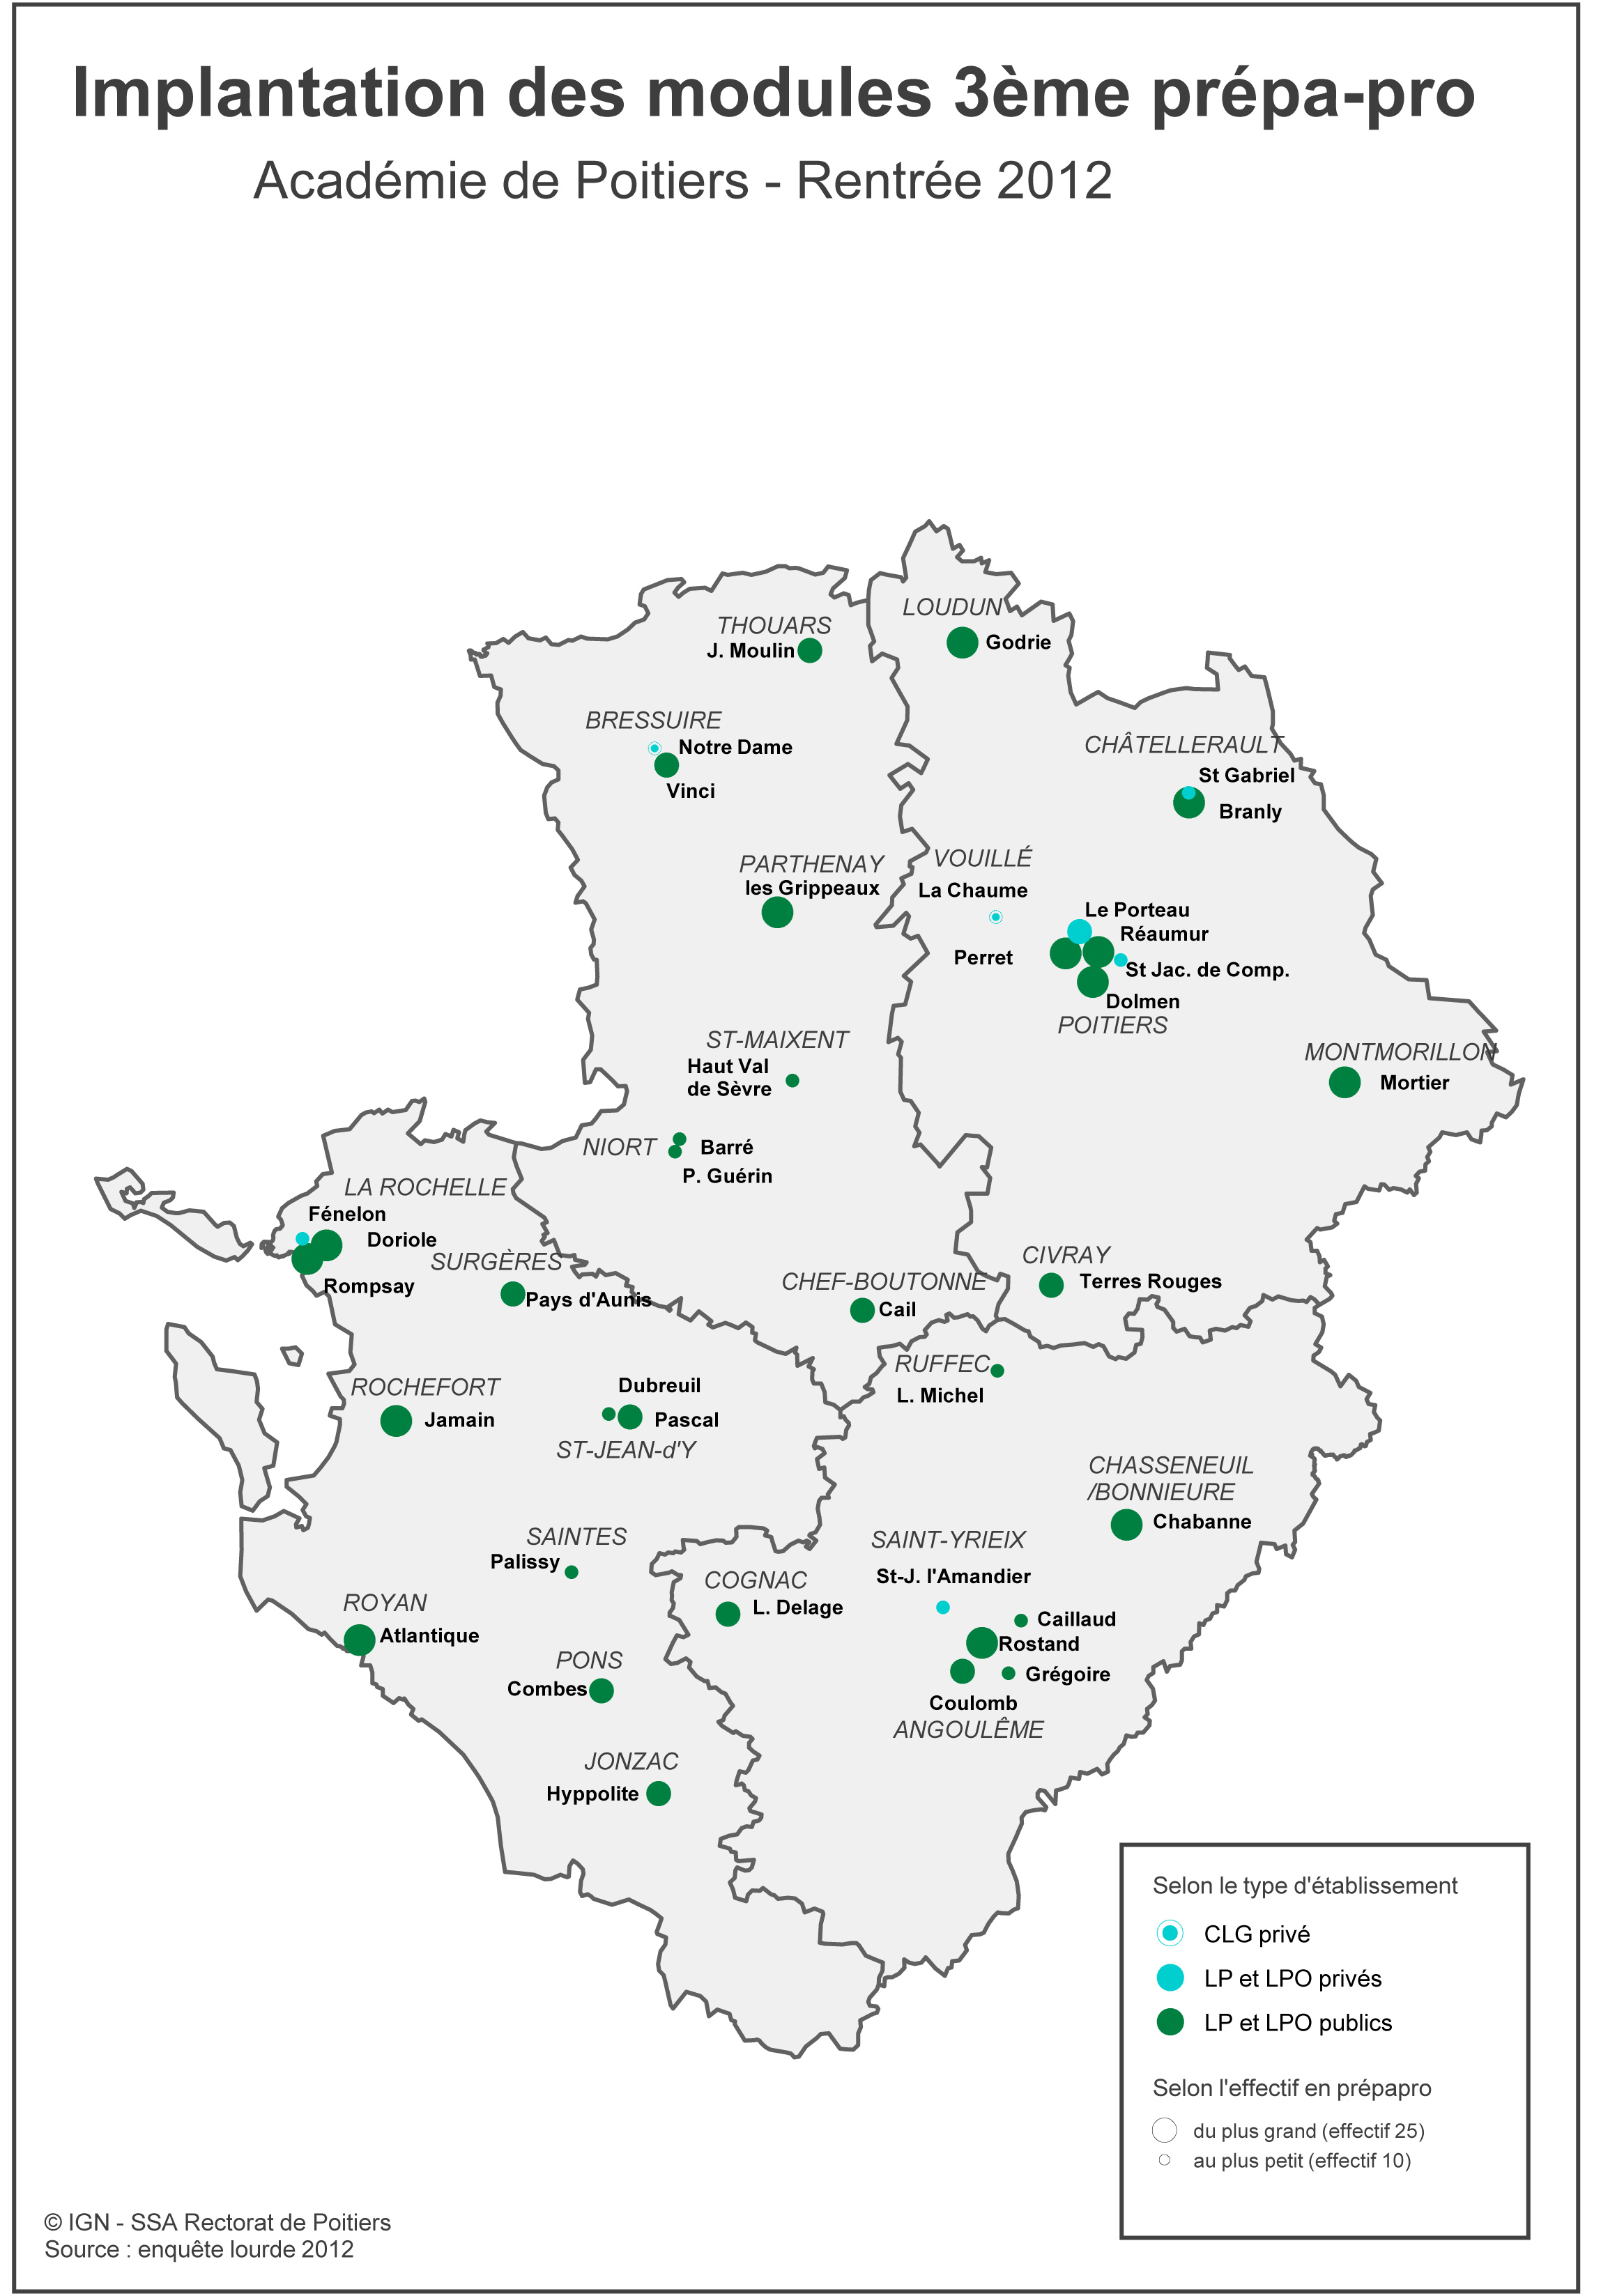 Implantation des modules 3ème prépa-pro
Académie de Poitiers - Rentrée 2012
LOUDUN
Godrie
THOUARS
J. Moulin
BRESSUIRE
Notre Dame
Vinci
CHÂTELLERAULT
St Gabriel
Branly
PARTHENAY
les Grippeaux
VOUILLÉ
La Chaume
Le Porteau
Réaumur
Perret
St Jac. de Comp.
Dolmen
POITIERS
ST-MAIXENT
Haut Val
de Sèvre
MONTMORILLON
Mortier
NIORT
Barré
P. Guérin
LA ROCHELLE
Fénelon
Doriole
Rompsay
SURGÈRES
Pays d'Aunis
CHEF-BOUTONNE
Cail
CIVRAY
Terres Rouges
RUFFEC
L. Michel
ROCHEFORT
Jamain
Dubreuil
Pascal
ST-JEAN-d'Y
CHASSENEUIL
/BONNIEURE
Chabanne
SAINTES
Palissy
SAINT-YRIEIX
St-J. l'Amandier
COGNAC
L. Delage
ROYAN
Atlantique
Caillaud
Rostand
Grégoire
Coulomb
ANGOULÊME
PONS
Combes
JONZAC
Hyppolite
Selon le type d'établissement
CLG privé
LP et LPO privés
LP et LPO publics
Selon l'effectif en prépapro
du plus grand (effectif 25)
au plus petit (effectif 10)
© IGN - SSA Rectorat de Poitiers
Source : enquête lourde 2012